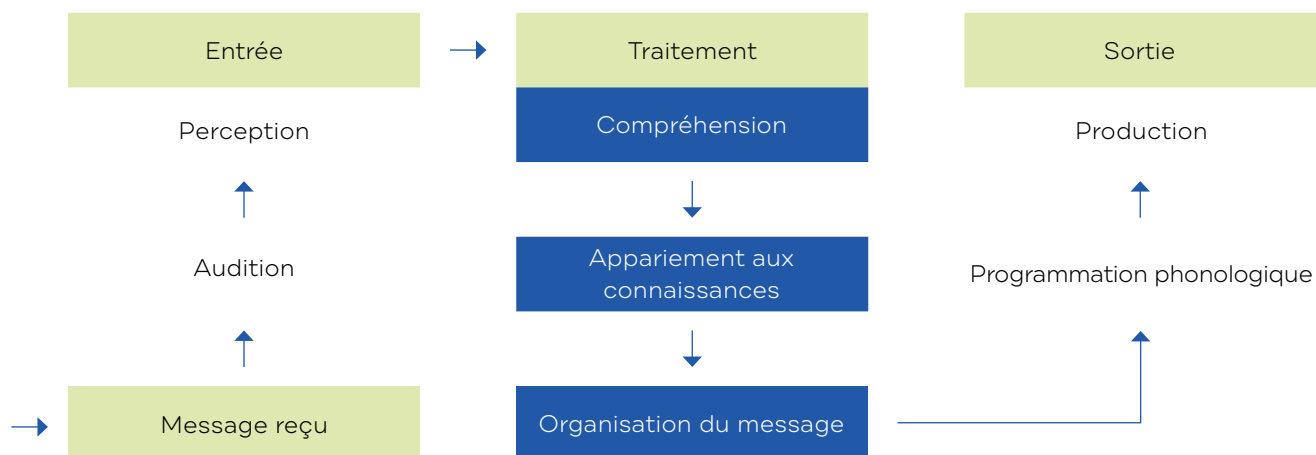 Entrée
Traitement
Sortie
Perception
Compréhension
Production
Audition
Appariement aux
connaissances
Programmation phonologique
Message reçu
Organisation du message